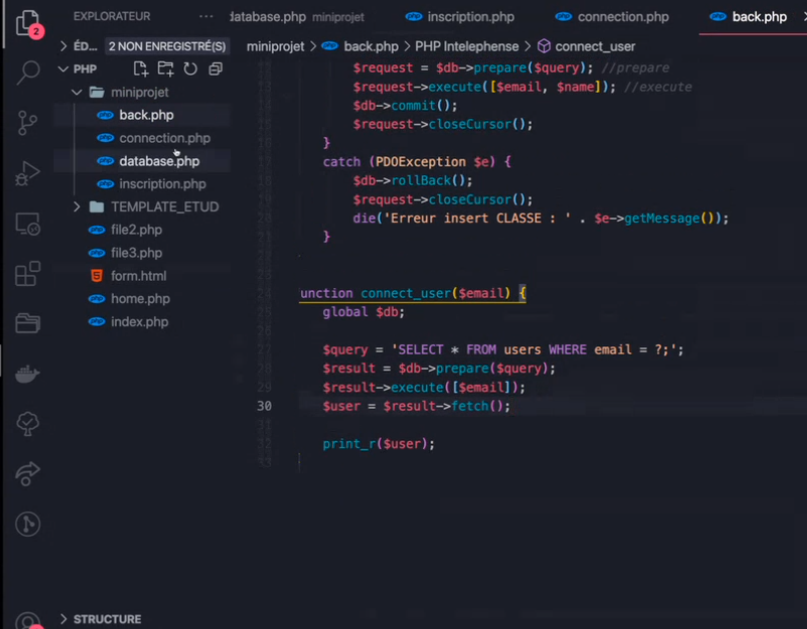 EXPLORATEUR ···
database.php miniprojet inscription.php connection.php back.php
ÉD... 2 NON ENREGISTRÉ(S)
miniprojet > back.php > PHP Intelephense > connect_user
PHP
miniprojet
back.php
connection.php
database.php
inscription.php
TEMPLATE_ETUD
file2.php
file3.php
form.html
home.php
index.php
STRUCTURE
2
$request = $db->prepare($query); //prepare
$request->execute([$email, $name]); //execute
$db->commit();
$request->closeCursor();
}
catch (PDOException $e) {
$db->rollBack();
$request->closeCursor();
die('Erreur insert CLASSE : ' . $e->getMessage());
}
unction connect_user($email) {
global $db;
$query = 'SELECT * FROM users WHERE email = ?;';
$result = $db->prepare($query);
$result->execute([$email]);
30 $user = $result->fetch();
print_r($user);